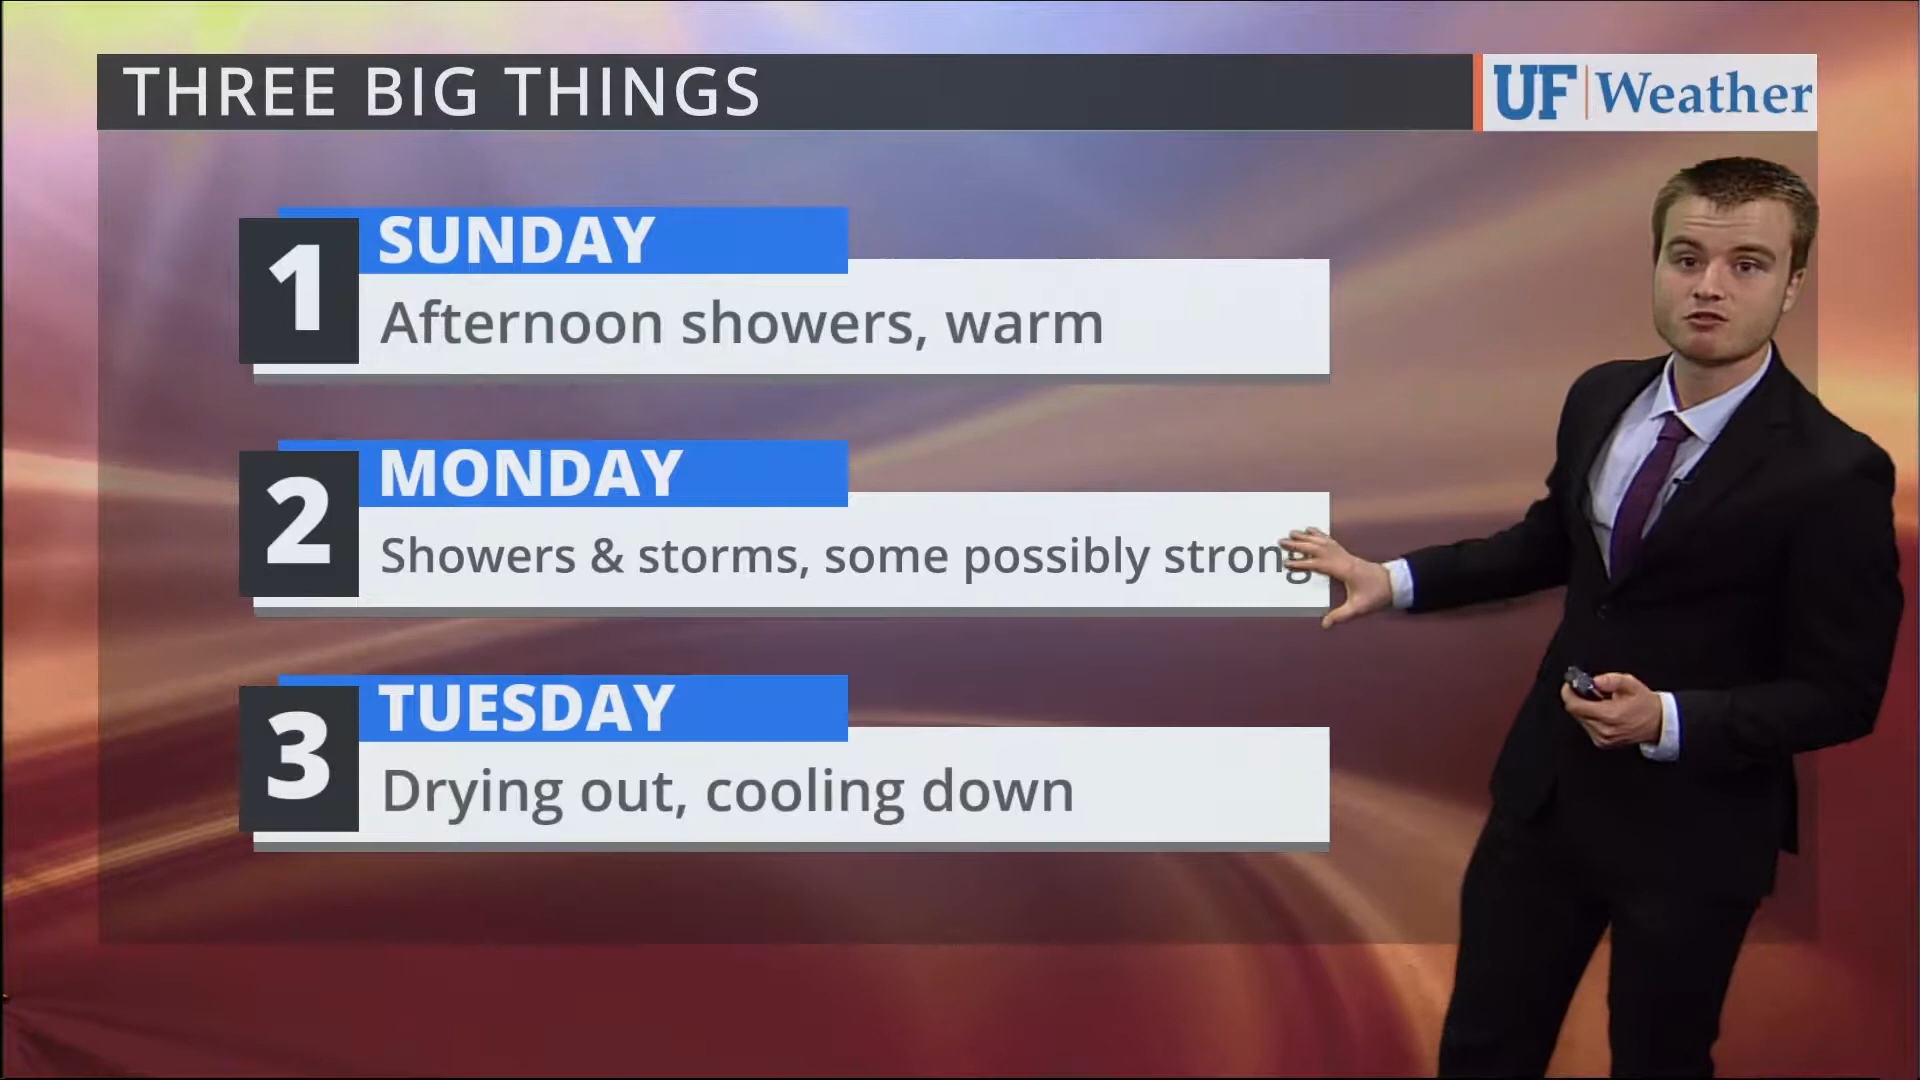 THREE BIG THINGS
UF Weather
1 SUNDAY
Afternoon showers, warm
2 MONDAY
Showers & storms, some possibly strong
3 TUESDAY
Drying out, cooling down